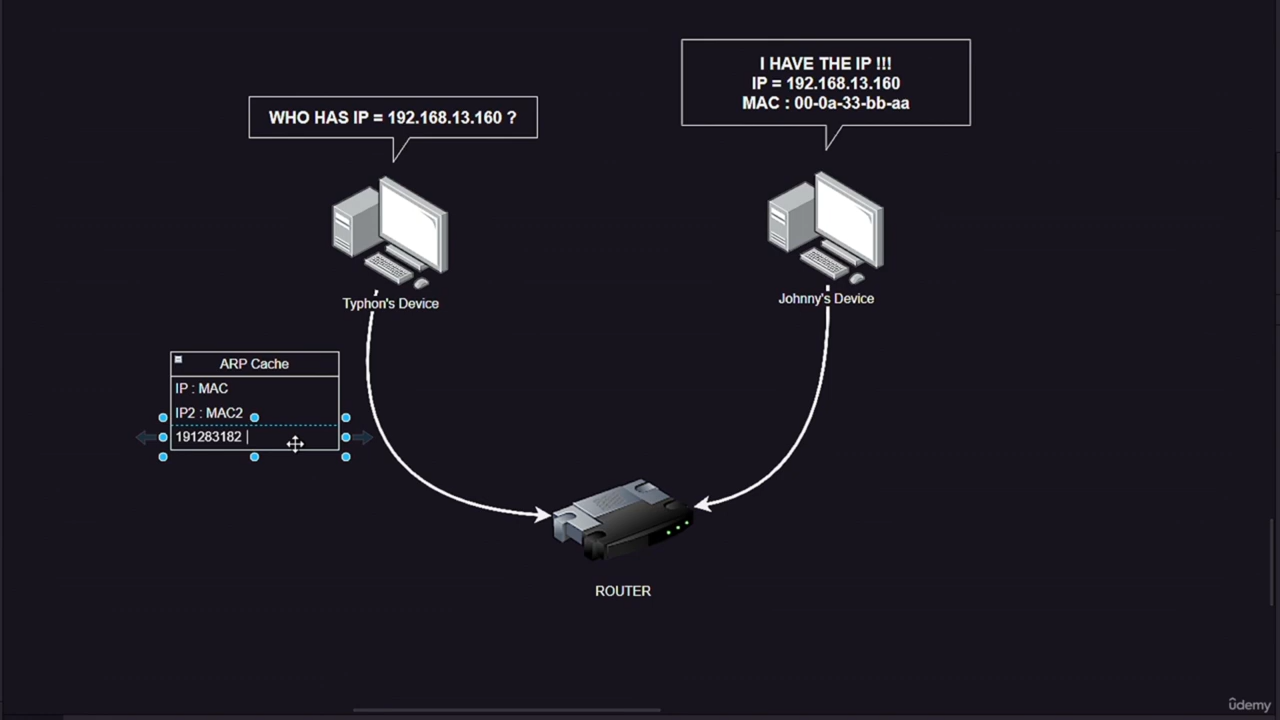 I HAVE THE IP !!!
IP = 192.168.13.160
MAC : 00-0a-33-bb-aa
WHO HAS IP = 192.168.13.160 ?
Typhon's Device
Johnny's Device
ARP Cache
IP : MAC
IP2 : MAC2
191283182
ROUTER
ûdemy